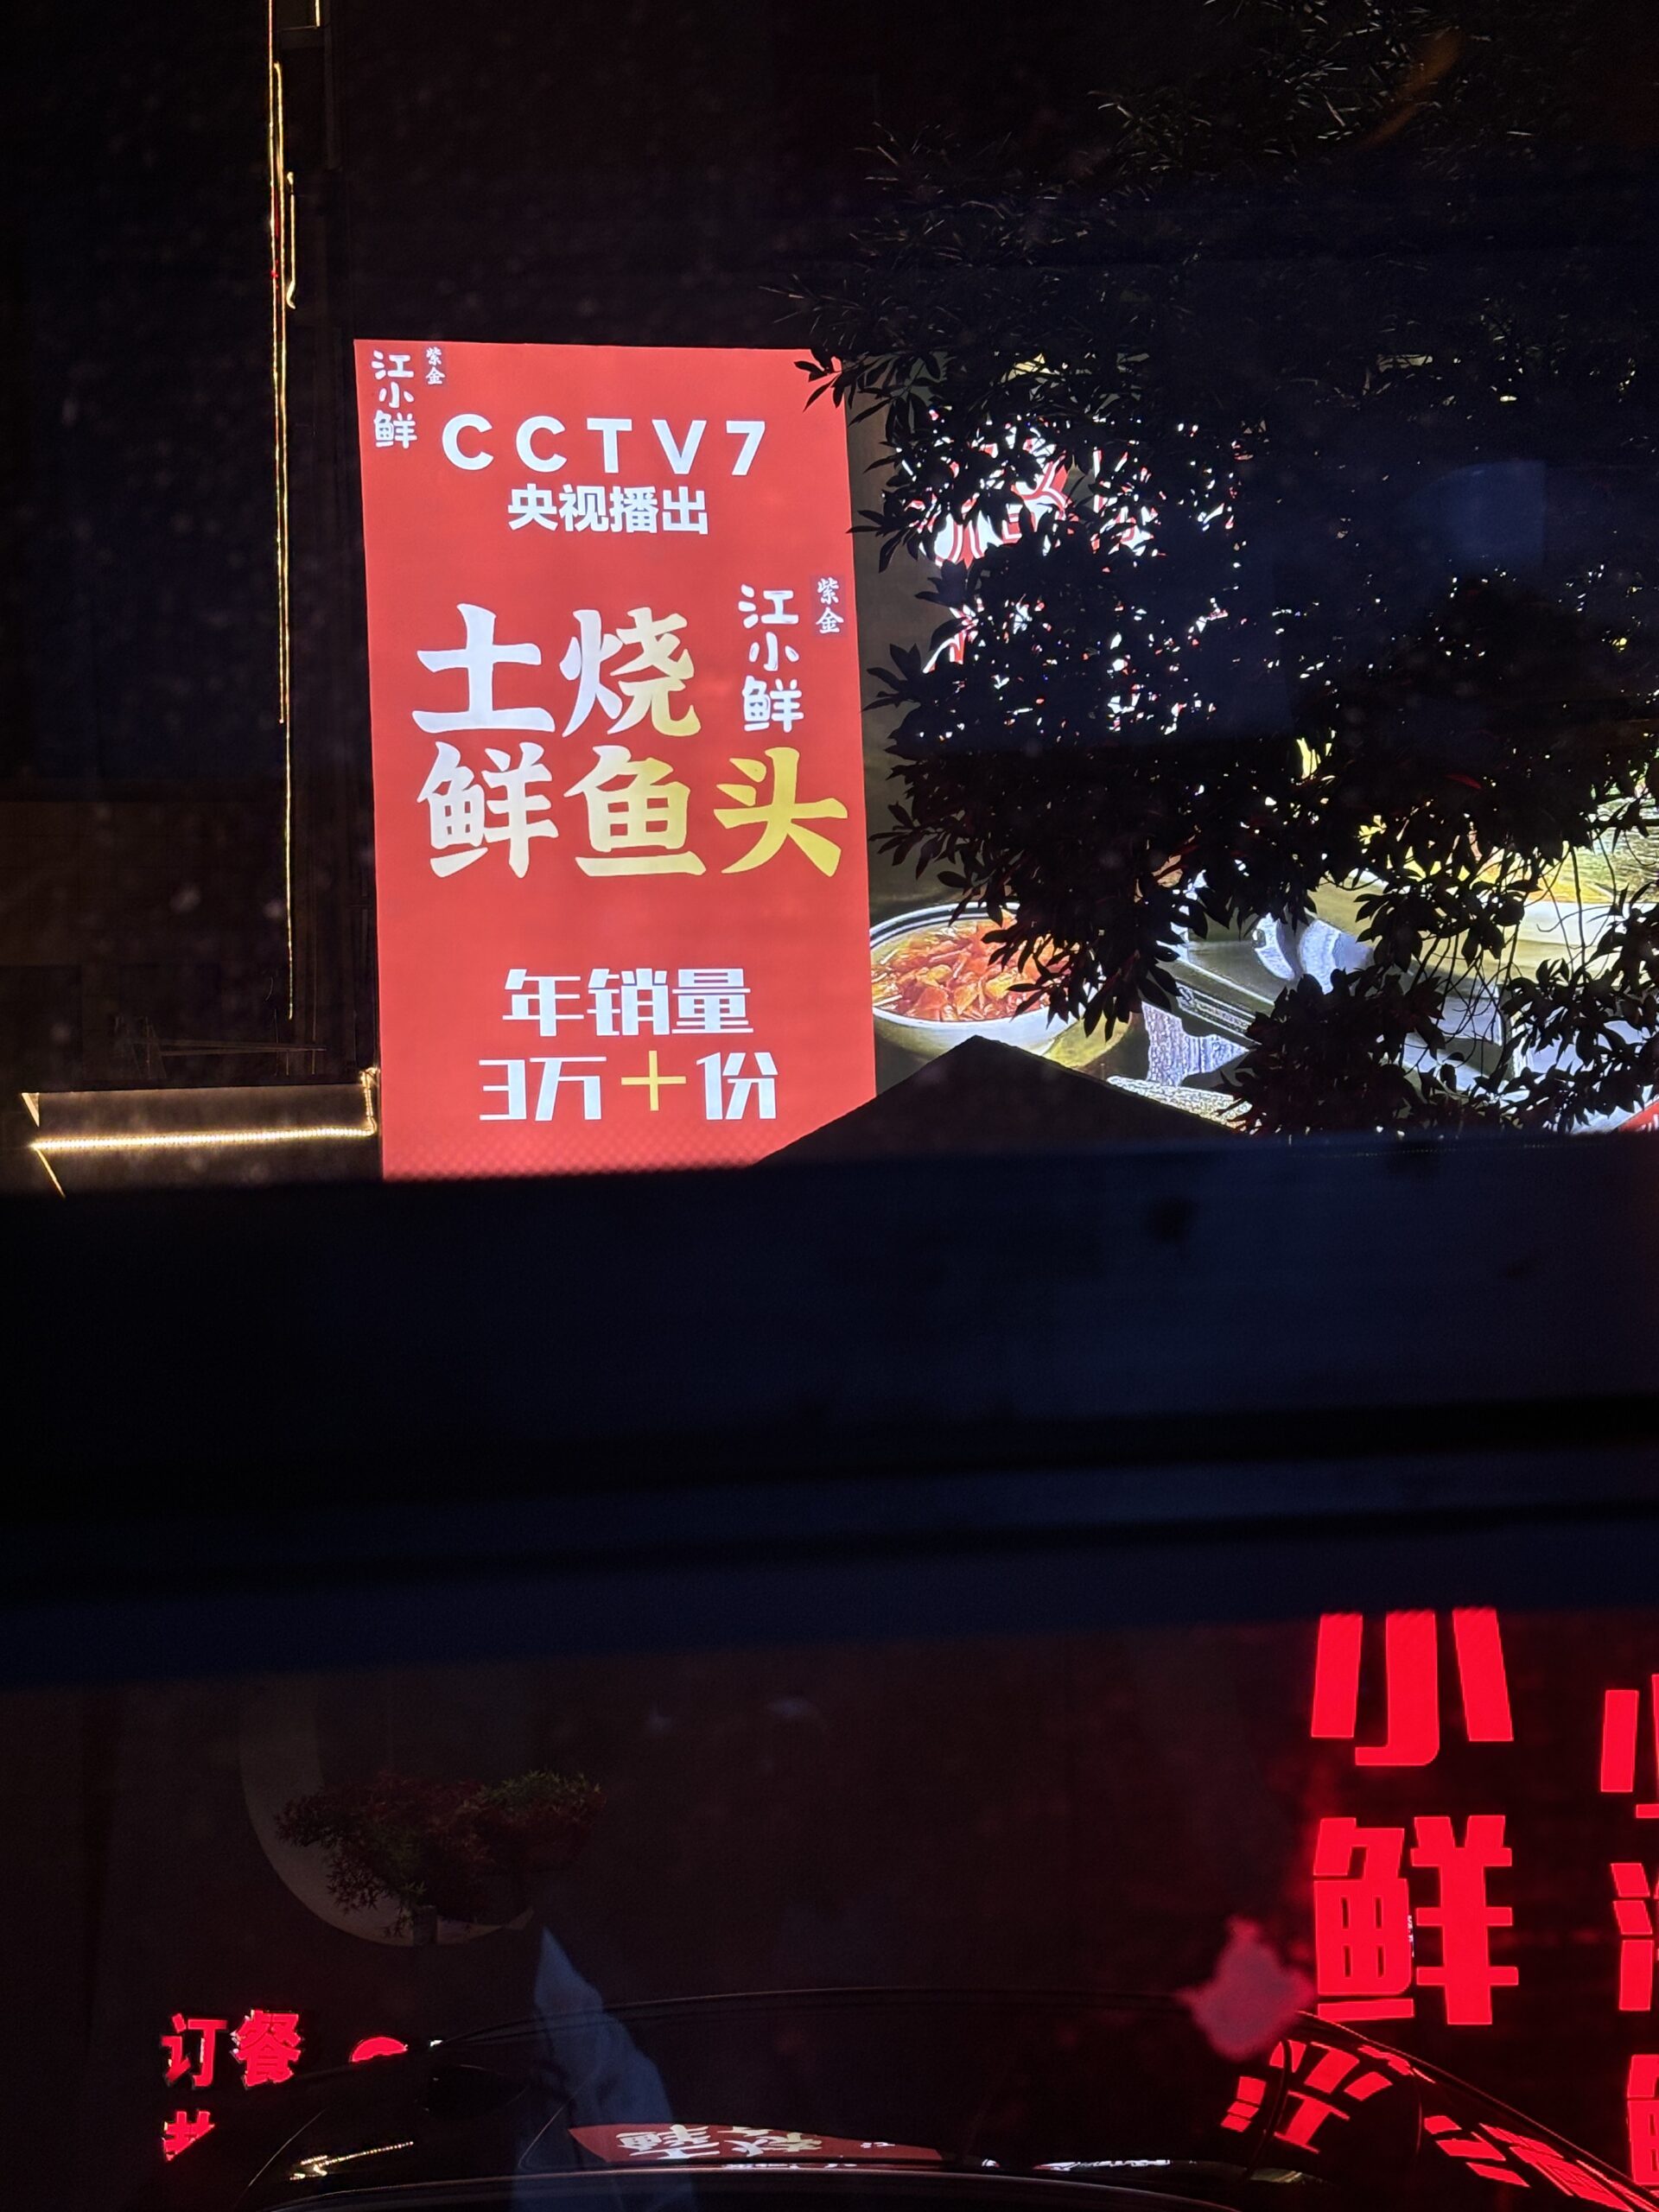 江小鲜
紫金
CCTV7
央视播出
江小鲜
紫金
土烧
鲜鱼头
年销量
3万+份
小鲜
订餐